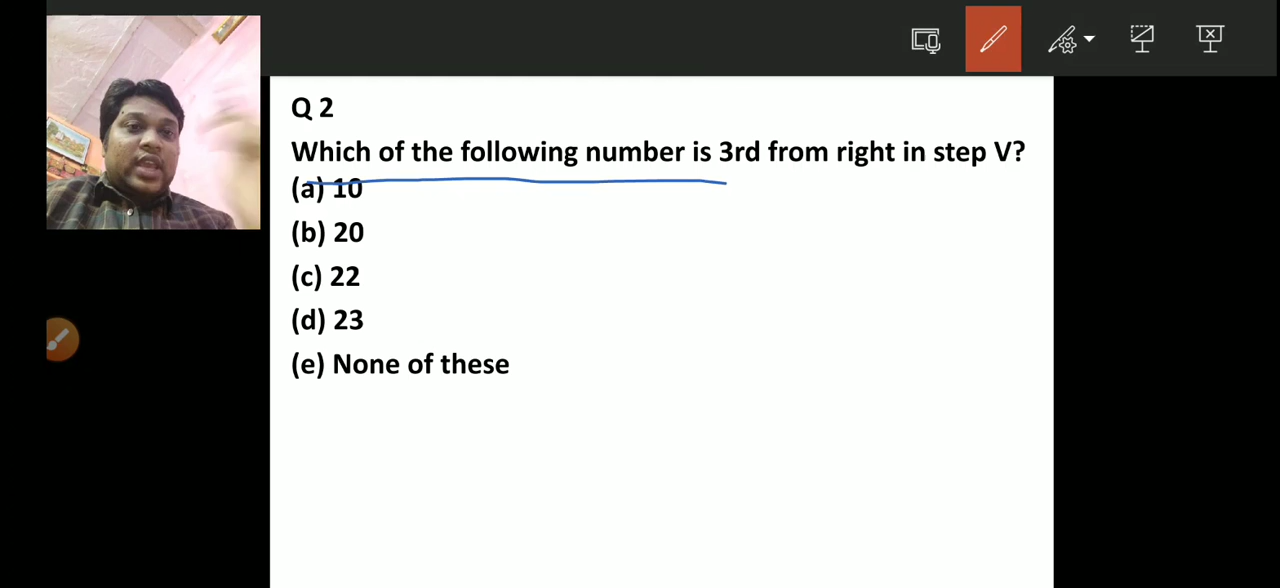 Q 2
Which of the following number is 3rd from right in step V?
(a) 10
(b) 20
(c) 22
(d) 23
(e) None of these